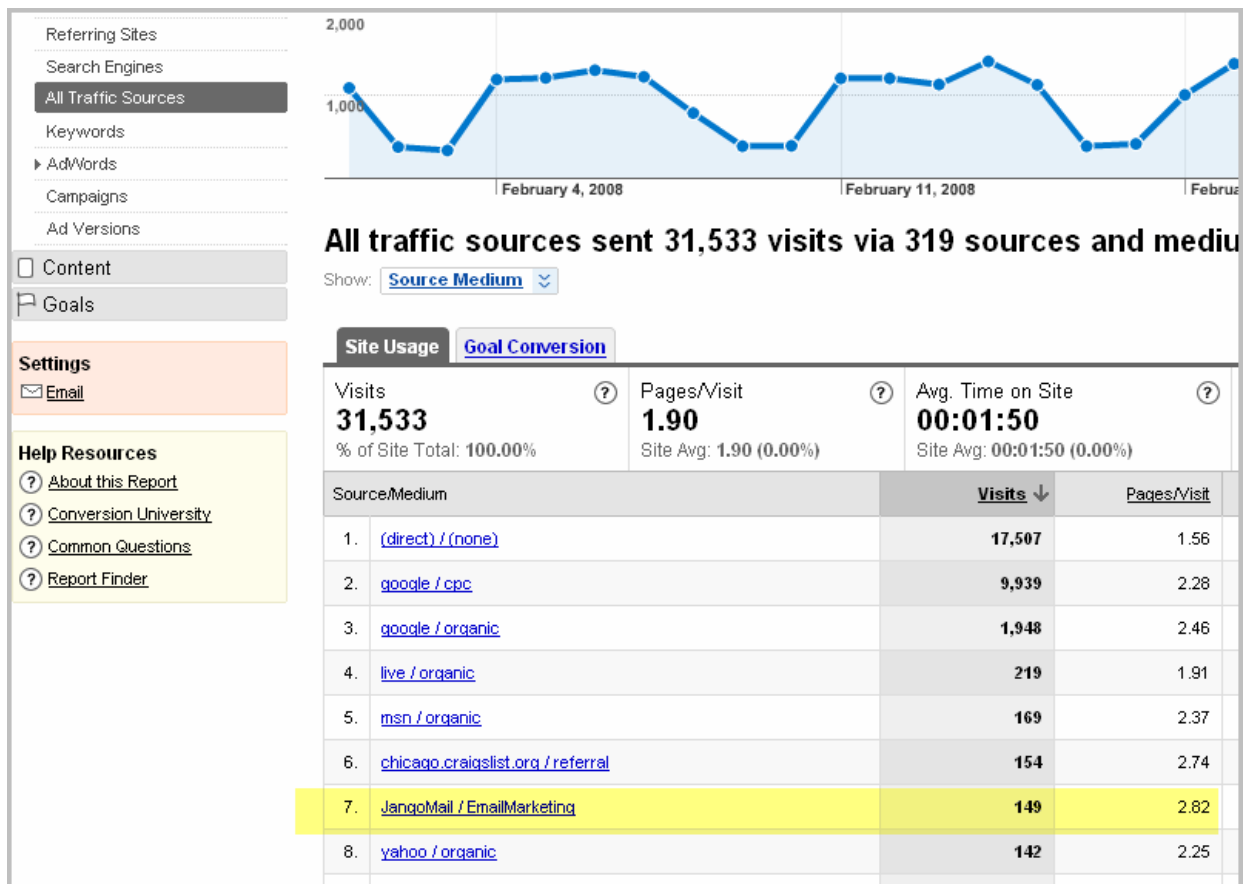 Referring Sites
Search Engines
All Traffic Sources
Keywords
AdWords
Campaigns
Ad Versions
Content
Goals
Settings
Email
Help Resources
About this Report
Conversion University
Common Questions
Report Finder
2,000
1,000
February 4, 2008
February 11, 2008
Februa
All traffic sources sent 31,533 visits via 319 sources and mediu
Show: Source Medium
Site Usage Goal Conversion
Visits ? Pages/Visit ? Avg. Time on Site ?
31,533 1.90 00:01:50
% of Site Total: 100.00% Site Avg: 1.90 (0.00%) Site Avg: 00:01:50 (0.00%)
Source/Medium Visits Pages/Visit
1. (direct) / (none) 17,507 1.56
2. google / cpc 9,939 2.28
3. google / organic 1,948 2.46
4. live / organic 219 1.91
5. msn / organic 169 2.37
6. chicago.craigslist.org / referral 154 2.74
7. JangoMail / EmailMarketing 149 2.82
8. yahoo / organic 142 2.25